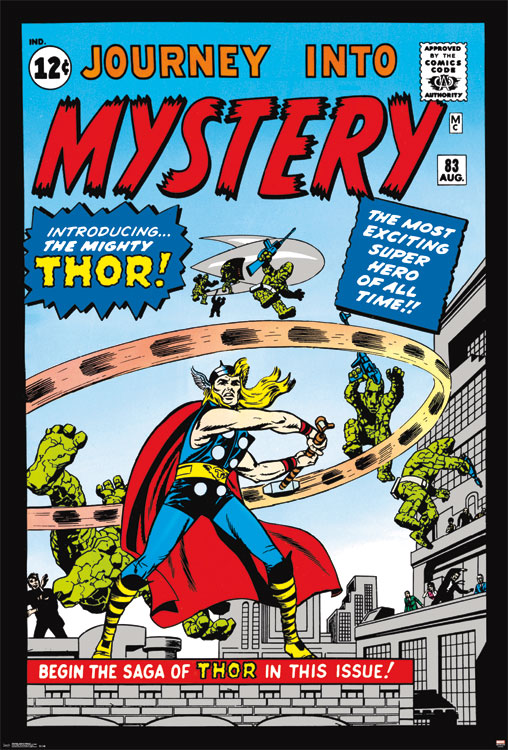 IND.
12¢
JOURNEY INTO
MYSTERY
APPROVED
BY THE
COMICS
CODE
CA
AUTHORITY
M
C
83
AUG.
INTRODUCING...
THE MIGHTY
THOR!
THE MOST
EXCITING
SUPER
HERO
OF ALL
TIME!!
BEGIN THE SAGA OF THOR IN THIS ISSUE!
MARVEL